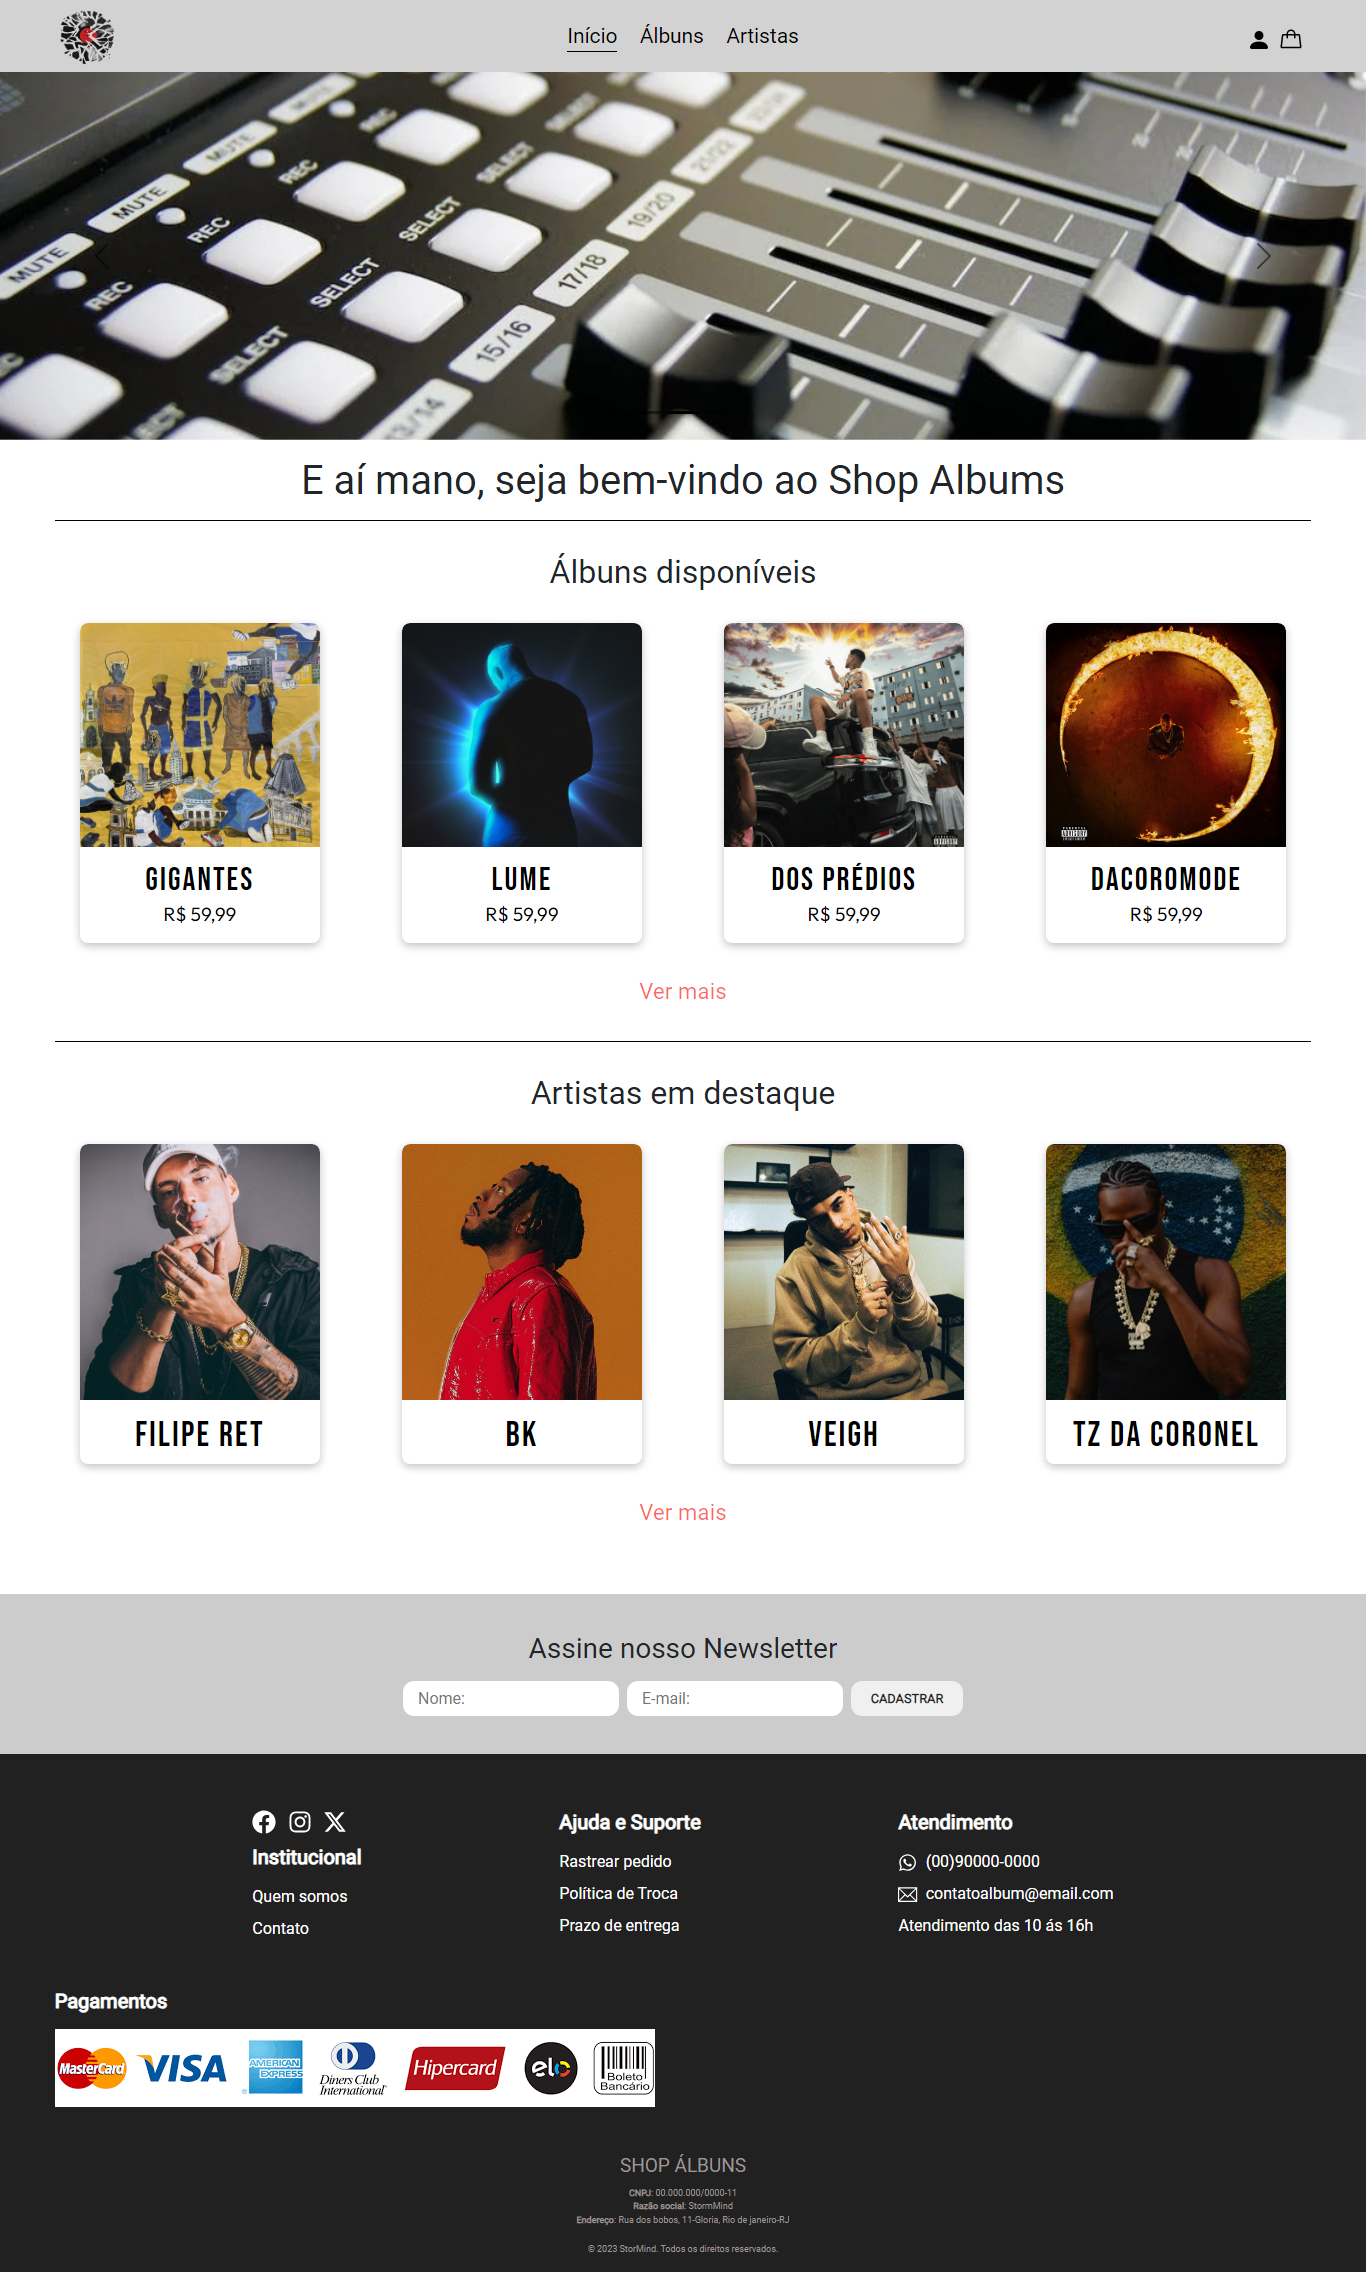 Início Álbuns Artistas
MUTE MUTE MUTE MUTE
REC REC REC REC
SELECT SELECT SELECT SELECT
15/16 17/18 19/20 21/22
E aí mano, seja bem-vindo ao Shop Albums
Álbuns disponíveis
GIGANTES
R$ 59,99
LUME
R$ 59,99
DOS PRÉDIOS
R$ 59,99
DACOROMODE
R$ 59,99
Ver mais
Artistas em destaque
FILIPE RET
BK
VEIGH
TZ DA CORONEL
Ver mais
Assine nosso Newsletter
Nome:
E-mail:
CADASTRAR
Institucional
Quem somos
Contato
Ajuda e Suporte
Rastrear pedido
Política de Troca
Prazo de entrega
Atendimento
(00)90000-0000
contatoalbum@email.com
Atendimento das 10 ás 16h
Pagamentos
MasterCard
VISA
AMERICAN
EXPRESS
Diners Club
International
Hipercard
elo
Boleto
Bancário
SHOP ÁLBUNS
CNPJ: 00.000.000/0000-11
Razão social: StormMind
Endereço: Rua dos bobos, 11-Gloria, Rio de janeiro-RJ
© 2023 StorMind. Todos os direitos reservados.